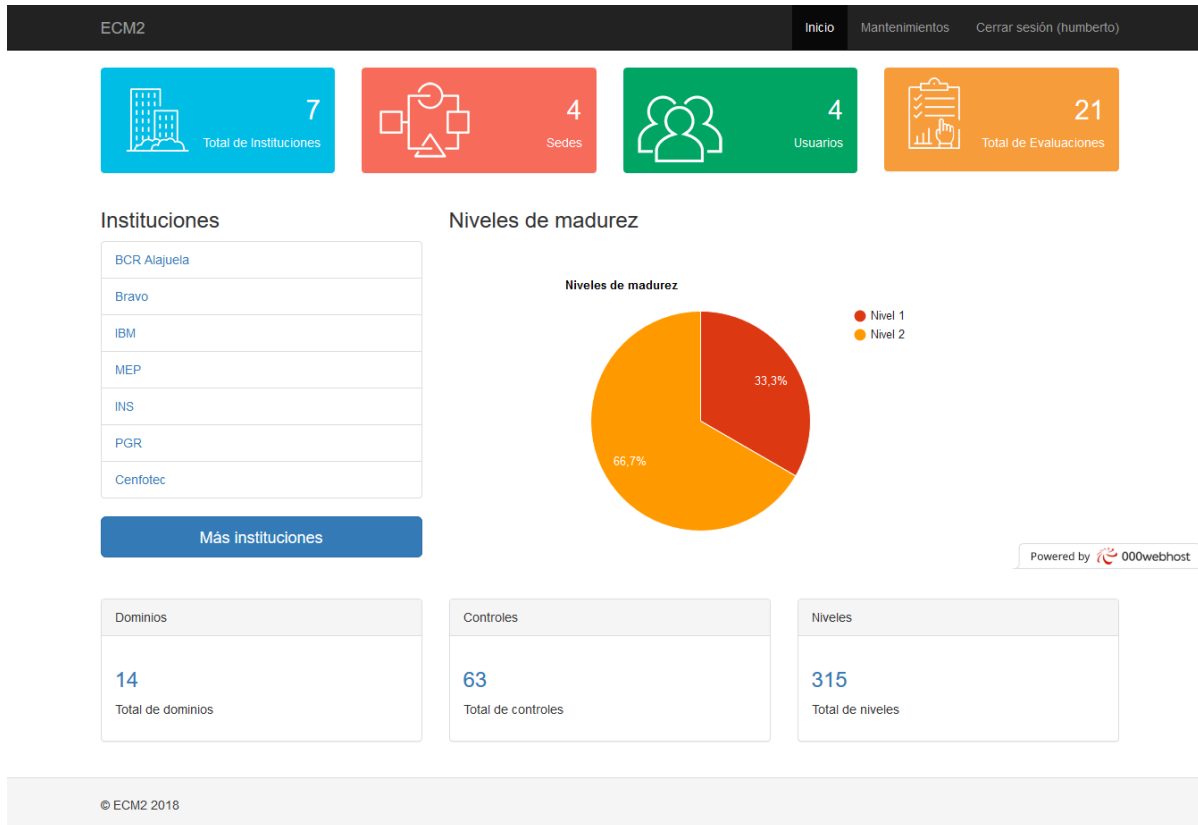 ECM2
Inicio Mantenimientos Cerrar sesión (humberto)
7
Total de Instituciones
4
Sedes
4
Usuarios
21
Total de Evaluaciones
Instituciones
BCR Alajuela
Bravo
IBM
MEP
INS
PGR
Cenfotec
Más instituciones
Niveles de madurez
Niveles de madurez
Nivel 1
Nivel 2
33,3%
66,7%
Powered by 000webhost
Dominios
14
Total de dominios
Controles
63
Total de controles
Niveles
315
Total de niveles
© ECM2 2018